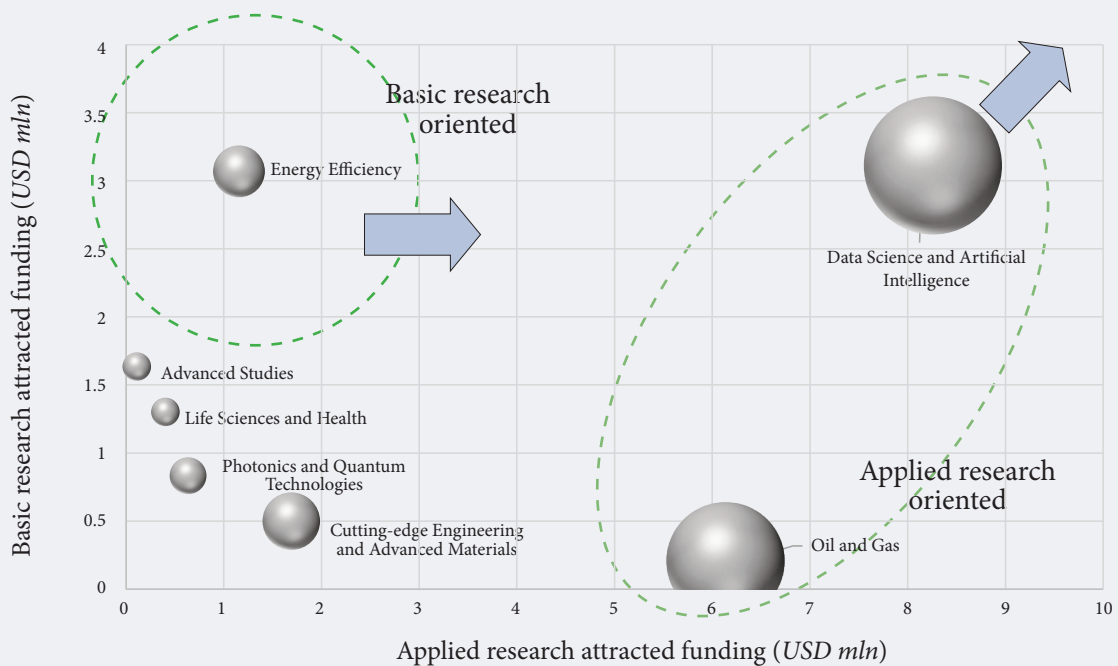 4
3.5
3
2.5
2
1.5
1
0.5
0
Basic research attracted funding (USD mln)
Basic research
oriented
Energy Efficiency
Data Science and Artificial
Intelligence
Advanced Studies
Life Sciences and Health
Photonics and Quantum
Technologies
Cutting-edge Engineering
and Advanced Materials
Applied research
oriented
Oil and Gas
0 1 2 3 4 5 6 7 8 9 10
Applied research attracted funding (USD mln)